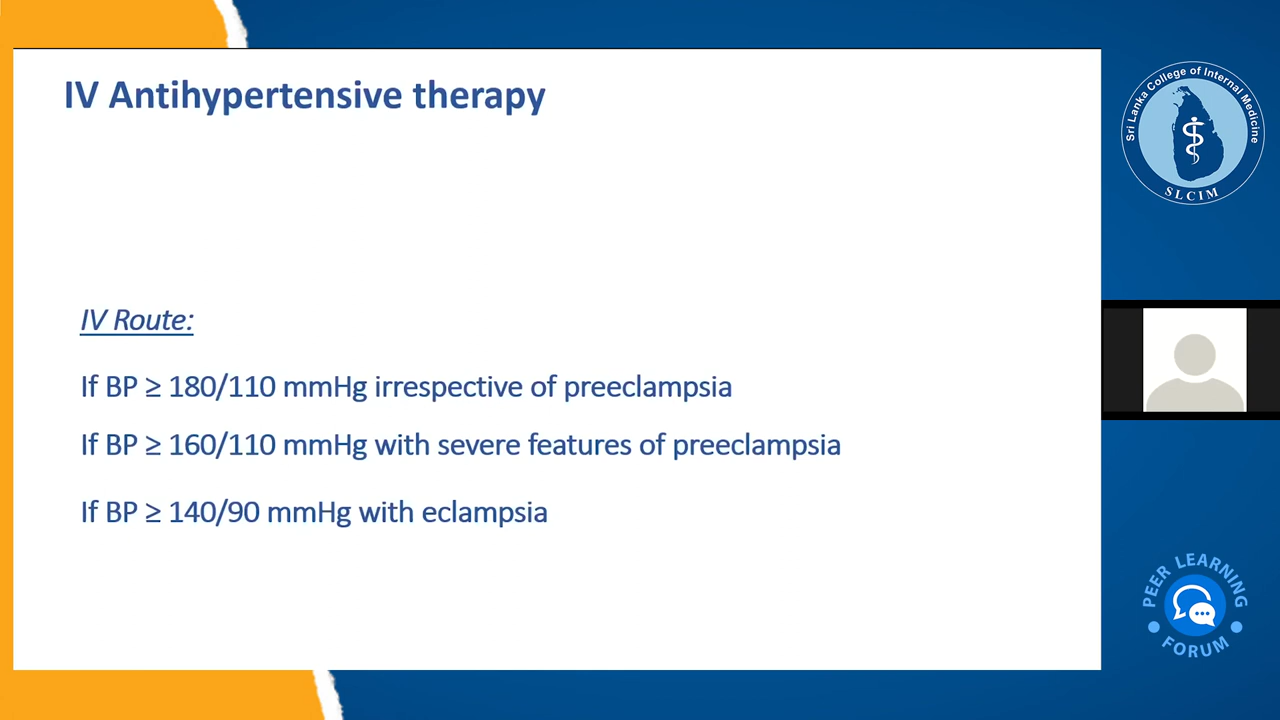 IV Antihypertensive therapy
IV Route:
If BP ≥ 180/110 mmHg irrespective of preeclampsia
If BP ≥ 160/110 mmHg with severe features of preeclampsia
If BP ≥ 140/90 mmHg with eclampsia
Sri Lanka College of Internal Medicine
SLCIM
PEER LEARNING
FORUM